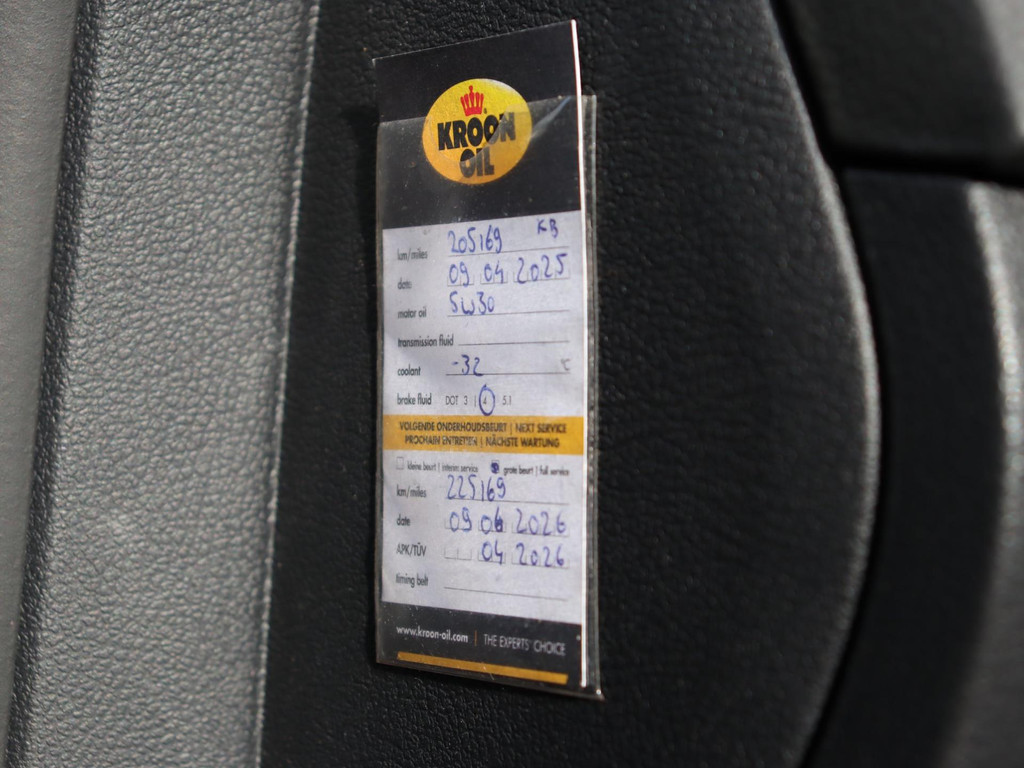 KROON
OIL
KB
km/miles 205169
date 09 04 2025
motor oil 5W30
transmission fluid
coolant -32 °C
brake fluid DOT 3 | 4 | 5.1
VOLGENDE ONDERHOUDSBEURT | NEXT SERVICE
PROCHAIN ENTRETIEN | NÄCHSTE WARTUNG
kleine beurt | interim service grote beurt | full service
km/miles 225169
date 09 04 2026
APK/TÜV 04 2026
timing belt
www.kroon-oil.com | THE EXPERTS' CHOICE